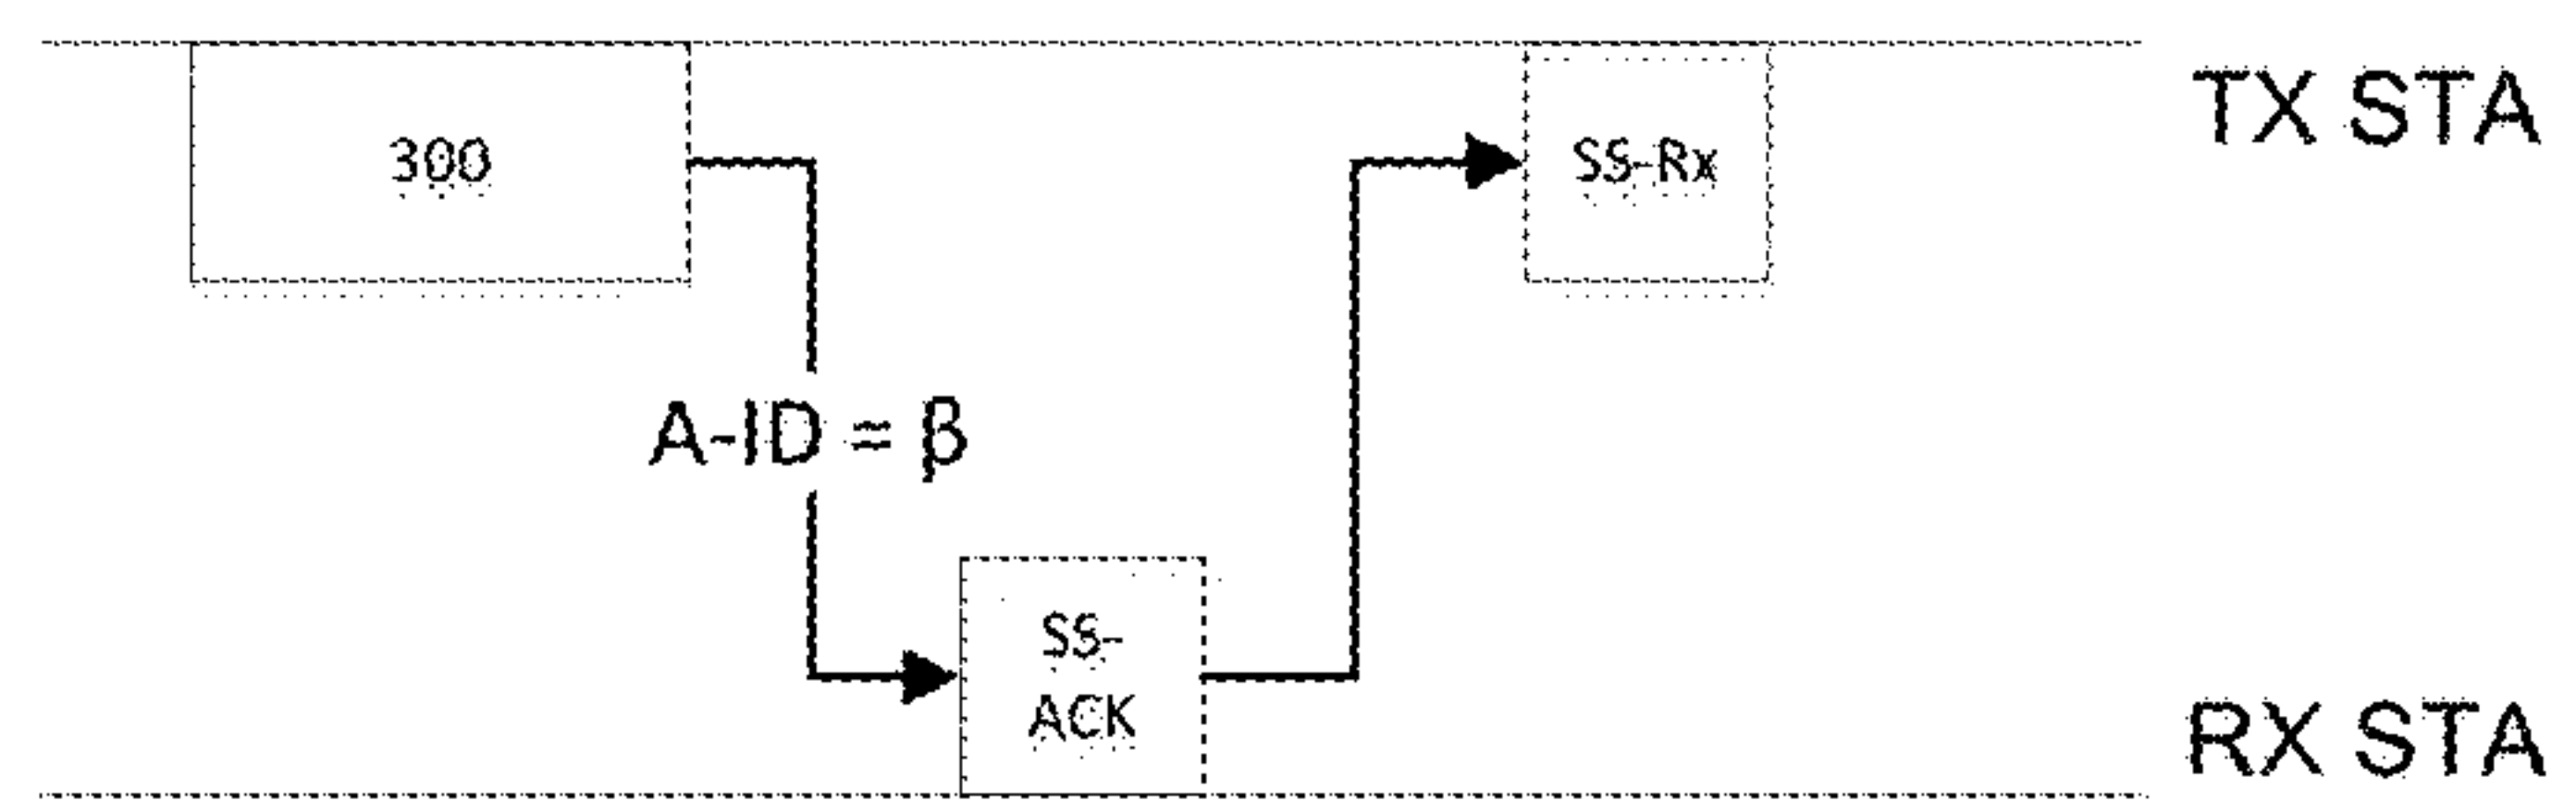 TX STA
300
SS-Rx
A-ID = β
SS-
ACK
RX STA